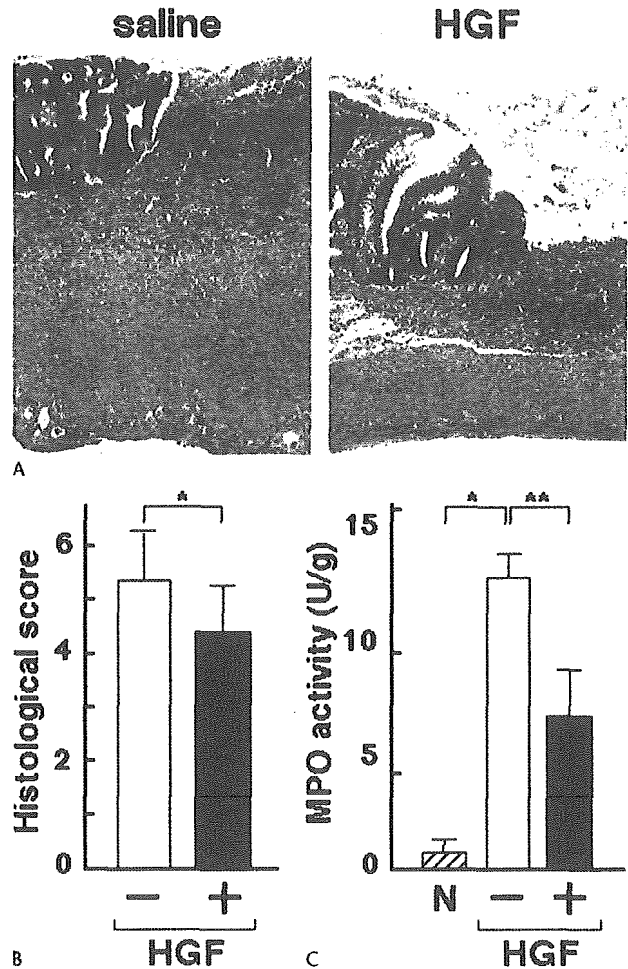 saline HGF
A
*
Histological score
6
4
2
0
− +
HGF
B
* **
MPO activity (U/g)
15
10
5
0
N − +
HGF
C